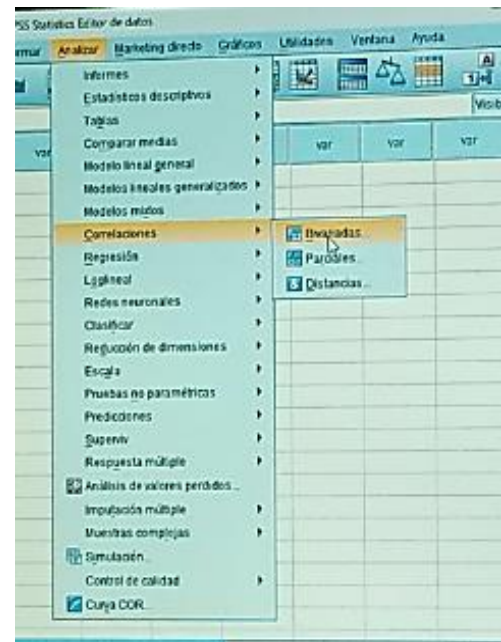 PSS Statistics Editor de datos
rmar Analizar Marketing directo Gráficos Utilidades Ventana Ayuda
Informes
Estadísticos descriptivos
Tablas
Comparar medias
Modelo lineal general
Modelos lineales generalizados
Modelos mixtos
Correlaciones
Regresión
Loglineal
Redes neuronales
Clasificar
Reducción de dimensiones
Escala
Pruebas no paramétricas
Predicciones
Superviv
Respuesta múltiple
Análisis de valores perdidos...
Imputación múltiple
Muestras complejas
Simulación...
Control de calidad
Curva COR...
Bivariadas...
Parciales...
Distancias...
Visib
var
var
var
var